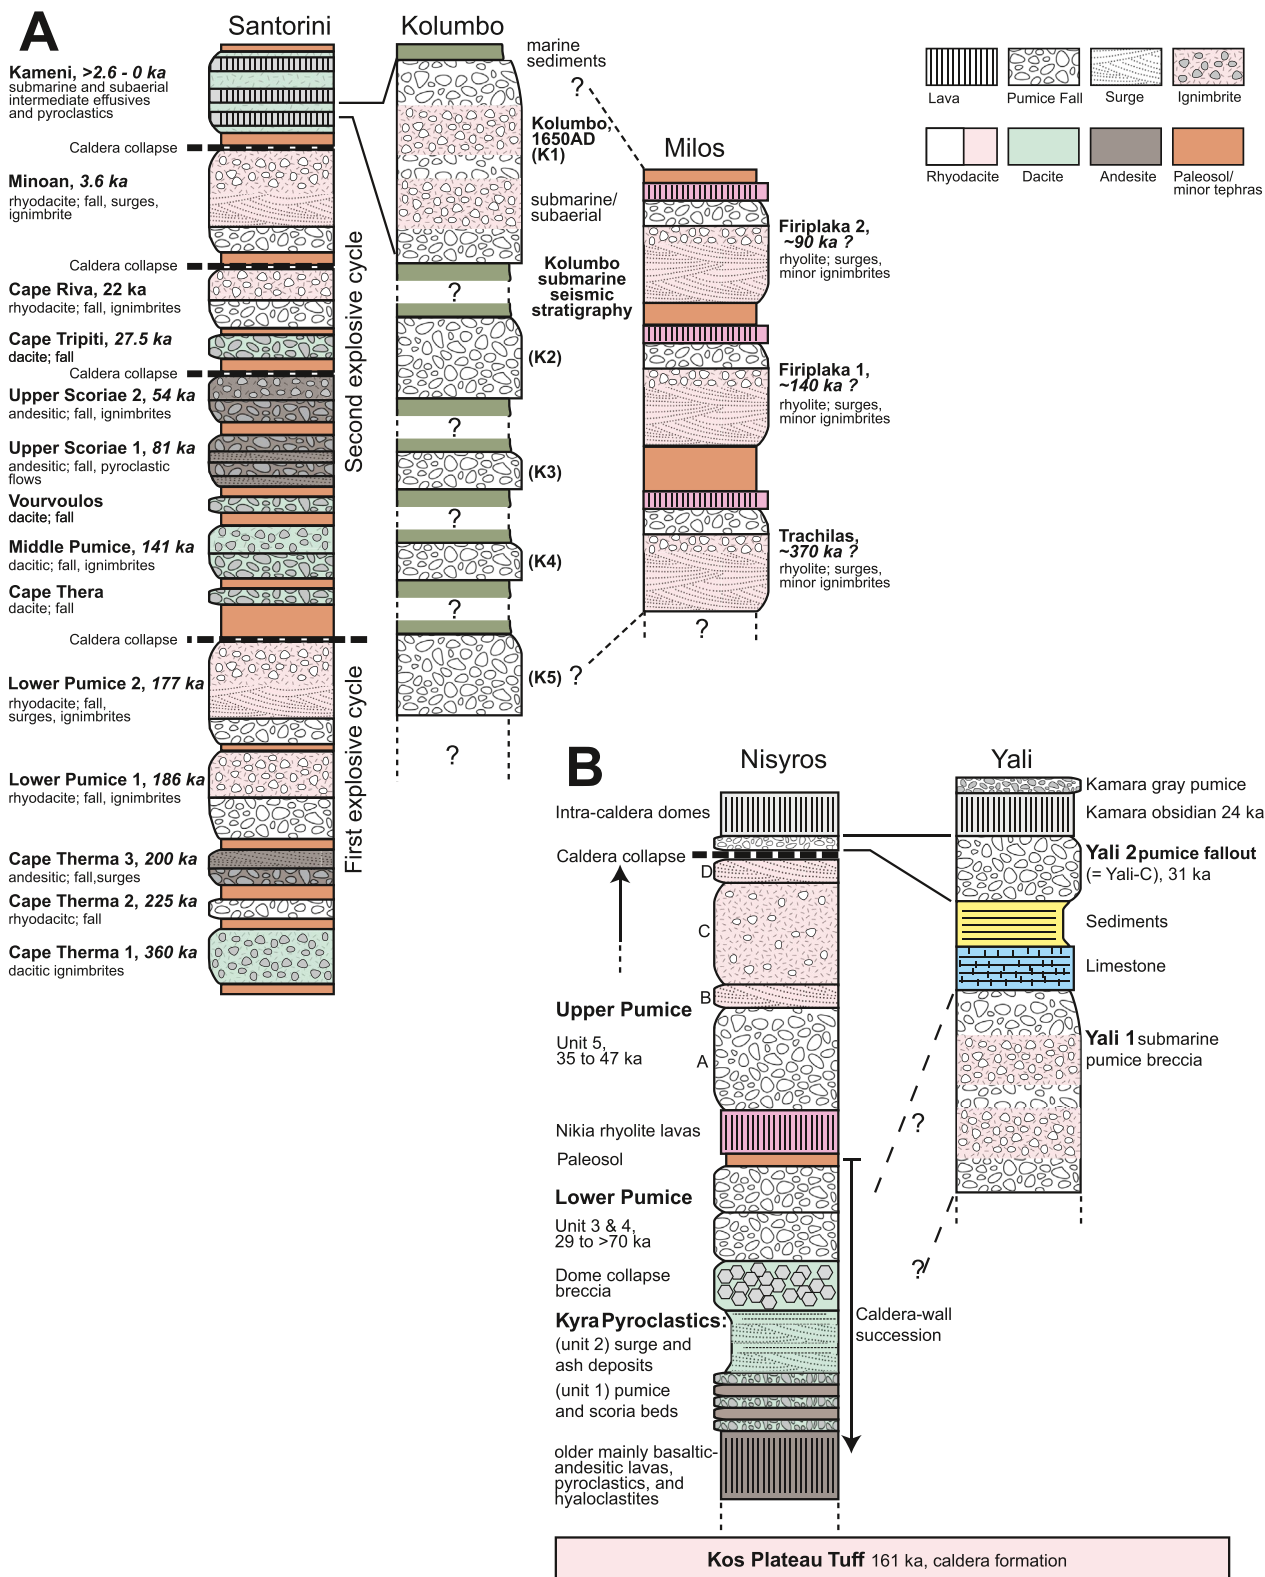 A
Santorini
Kameni, >2.6 - 0 ka
submarine and subaerial
intermediate effusives
and pyroclastics
Caldera collapse
Minoan, 3.6 ka
rhyodacite; fall, surges,
ignimbrite
Caldera collapse
Cape Riva, 22 ka
rhyodacite; fall, ignimbrites
Cape Tripiti, 27.5 ka
dacite; fall
Caldera collapse
Upper Scoriae 2, 54 ka
andesitic; fall, ignimbrites
Upper Scoriae 1, 81 ka
andesitic; fall, pyroclastic
flows
Vourvoulos
dacite; fall
Middle Pumice, 141 ka
dacitic; fall, ignimbrites
Cape Thera
dacite; fall
Caldera collapse
Lower Pumice 2, 177 ka
rhyodacite; fall,
surges, ignimbrites
Lower Pumice 1, 186 ka
rhyodacite; fall, ignimbrites
Cape Therma 3, 200 ka
andesitic; fall,surges
Cape Therma 2, 225 ka
rhyodacitc; fall
Cape Therma 1, 360 ka
dacitic ignimbrites
Second explosive cycle
First explosive cycle
Kolumbo
marine
sediments
?
Kolumbo,
1650AD
(K1)
submarine/
subaerial
Kolumbo
submarine
seismic
stratigraphy
?
(K2)
?
(K3)
?
(K4)
?
(K5)
?
?
Milos
Firiplaka 2,
~90 ka ?
rhyolite; surges,
minor ignimbrites
Firiplaka 1,
~140 ka ?
rhyolite; surges,
minor ignimbrites
Trachilas,
~370 ka ?
rhyolite; surges,
minor ignimbrites
?
Lava
Pumice Fall
Surge
Ignimbrite
Rhyodacite
Dacite
Andesite
Paleosol/
minor tephras
B
Nisyros
Intra-caldera domes
Caldera collapse
D
C
B
A
Upper Pumice
Unit 5,
35 to 47 ka
Nikia rhyolite lavas
Paleosol
Lower Pumice
Unit 3 & 4,
29 to >70 ka
Dome collapse
breccia
Kyra Pyroclastics:
(unit 2) surge and
ash deposits
(unit 1) pumice
and scoria beds
older mainly basaltic-
andesitic lavas,
pyroclastics, and
hyaloclastites
Caldera-wall
succession
Yali
Kamara gray pumice
Kamara obsidian 24 ka
Yali 2 pumice fallout
(= Yali-C), 31 ka
Sediments
Limestone
Yali 1 submarine
pumice breccia
?
?
Kos Plateau Tuff 161 ka, caldera formation